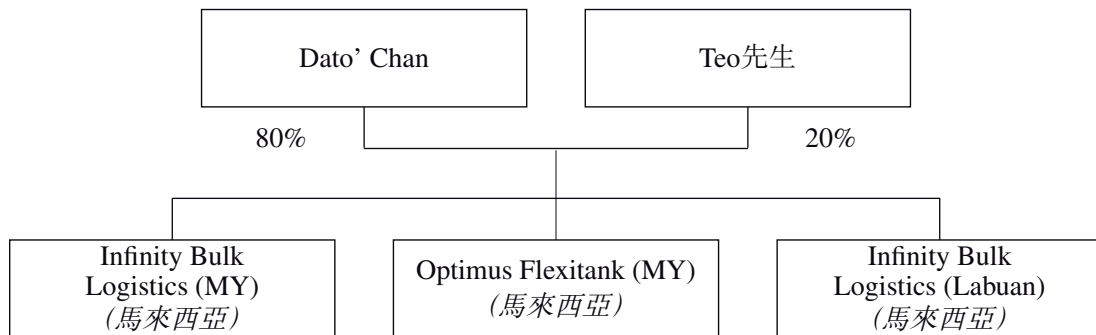 Dato’ Chan
Teo先生
80%
20%
Infinity Bulk
Logistics (MY)
(馬來西亞)
Optimus Flexitank (MY)
(馬來西亞)
Infinity Bulk
Logistics (Labuan)
(馬來西亞)